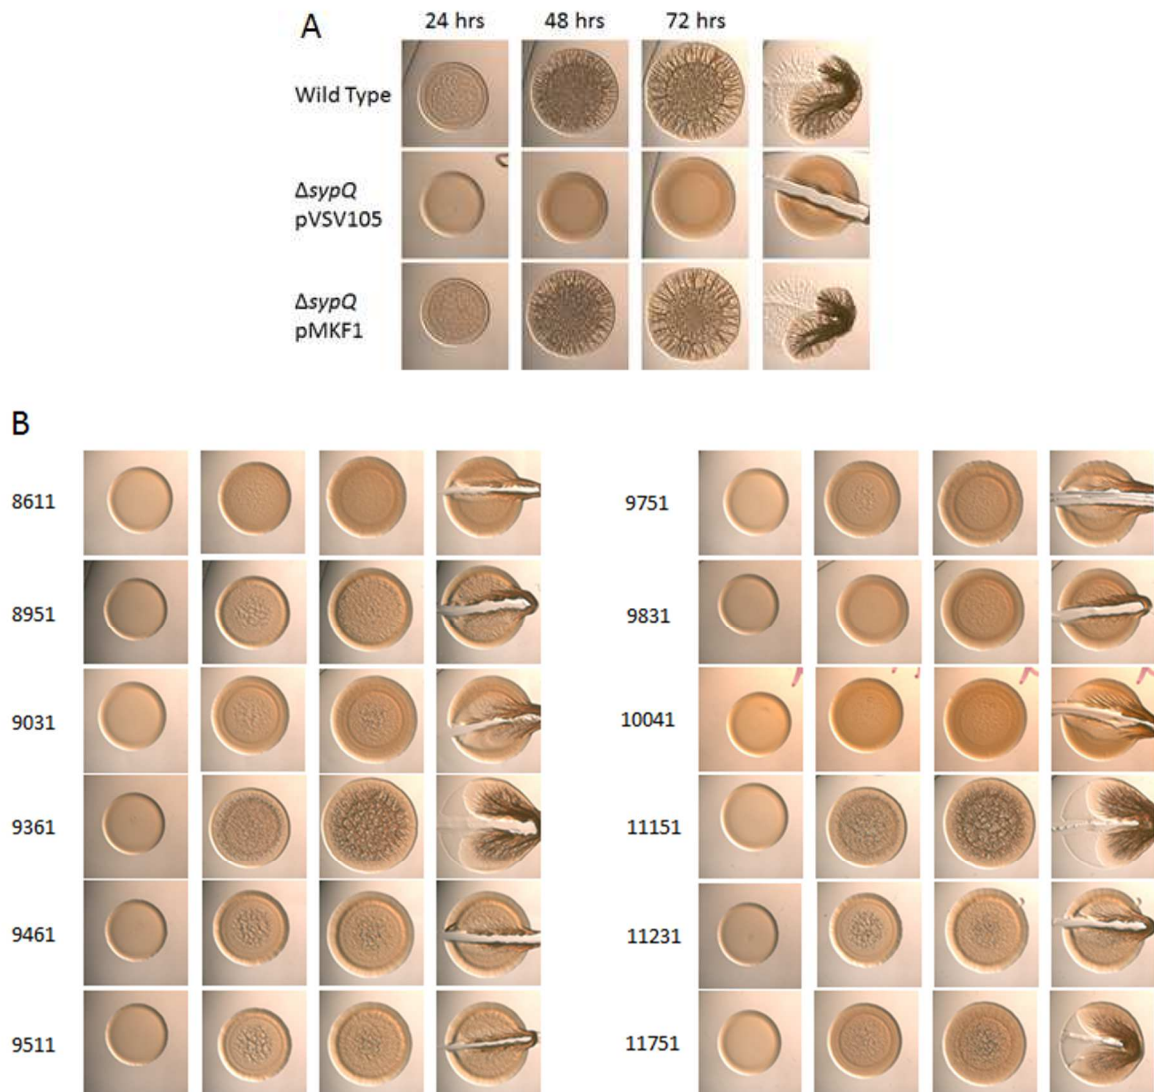 A
24 hrs 48 hrs 72 hrs
Wild Type
ΔsypQ
pVSV105
ΔsypQ
pMKF1
B
8611
8951
9031
9361
9461
9511
9751
9831
10041
11151
11231
11751